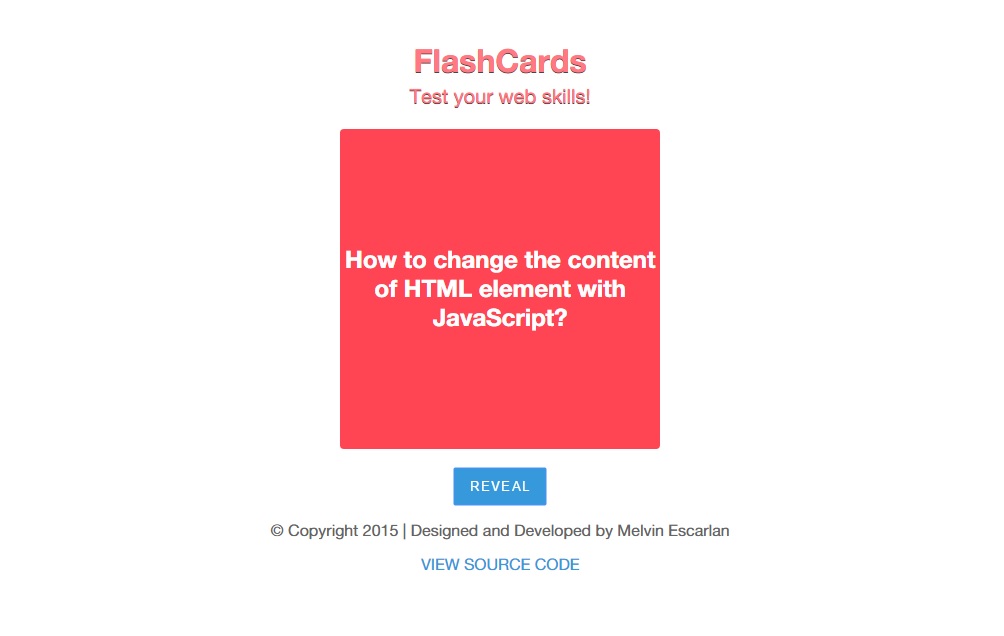 FlashCards
Test your web skills!
How to change the content
of HTML element with
JavaScript?
REVEAL
© Copyright 2015 | Designed and Developed by Melvin Escarlan
VIEW SOURCE CODE